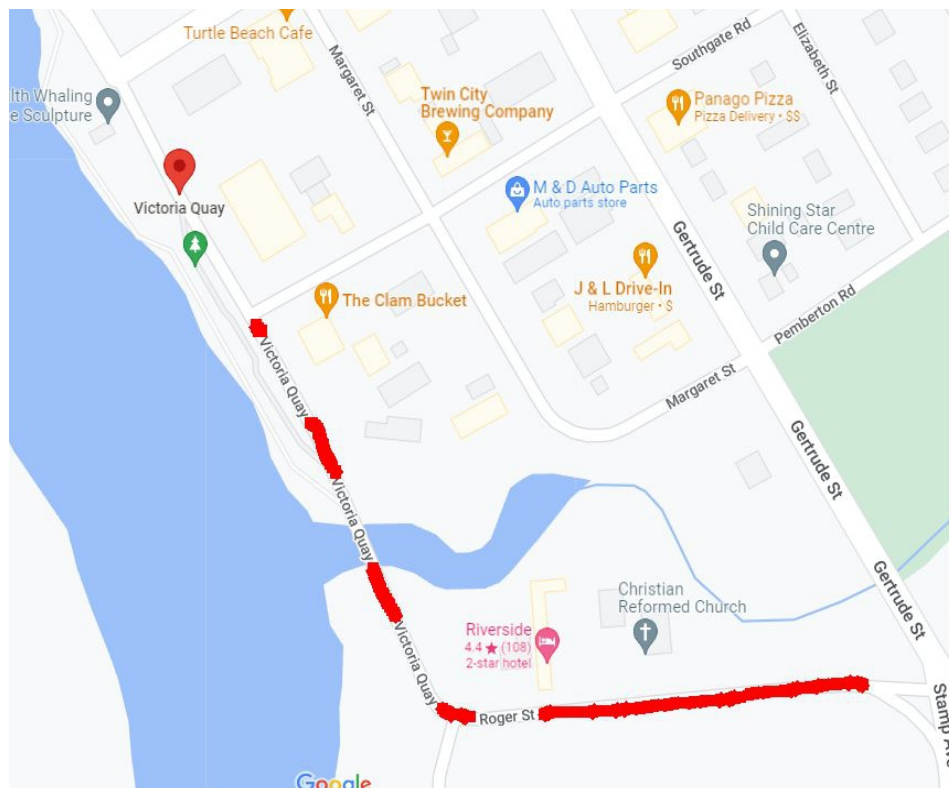 Turtle Beach Cafe
Margaret St
Southgate Rd
Elizabeth St
lth Whaling
e Sculpture
Twin City
Brewing Company
Panago Pizza
Pizza Delivery • $$
Victoria Quay
M & D Auto Parts
Auto parts store
Shining Star
Child Care Centre
Gertrude St
J & L Drive-In
Hamburger • $
The Clam Bucket
Pemberton Rd
Victoria Quay
Margaret St
Gertrude St
Victoria Quay
Gertrude St
Christian
Reformed Church
Riverside
4.4 ★ (108)
2-star hotel
Victoria Quay
Roger St
Stamp Ave
Google